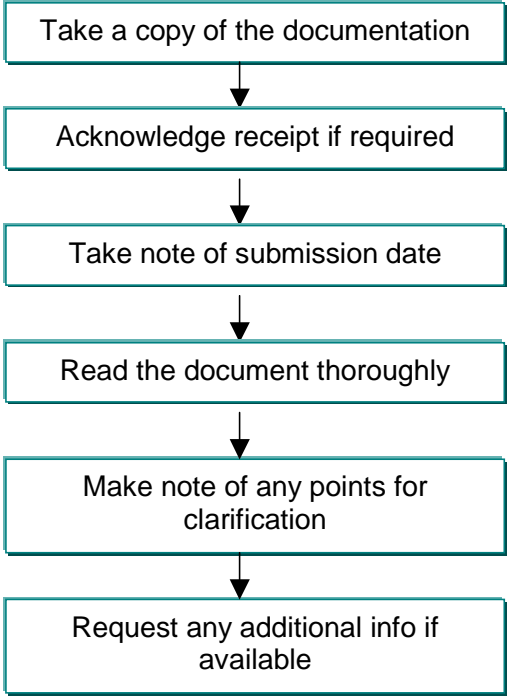 Take a copy of the documentation
Acknowledge receipt if required
Take note of submission date
Read the document thoroughly
Make note of any points for
clarification
Request any additional info if
available